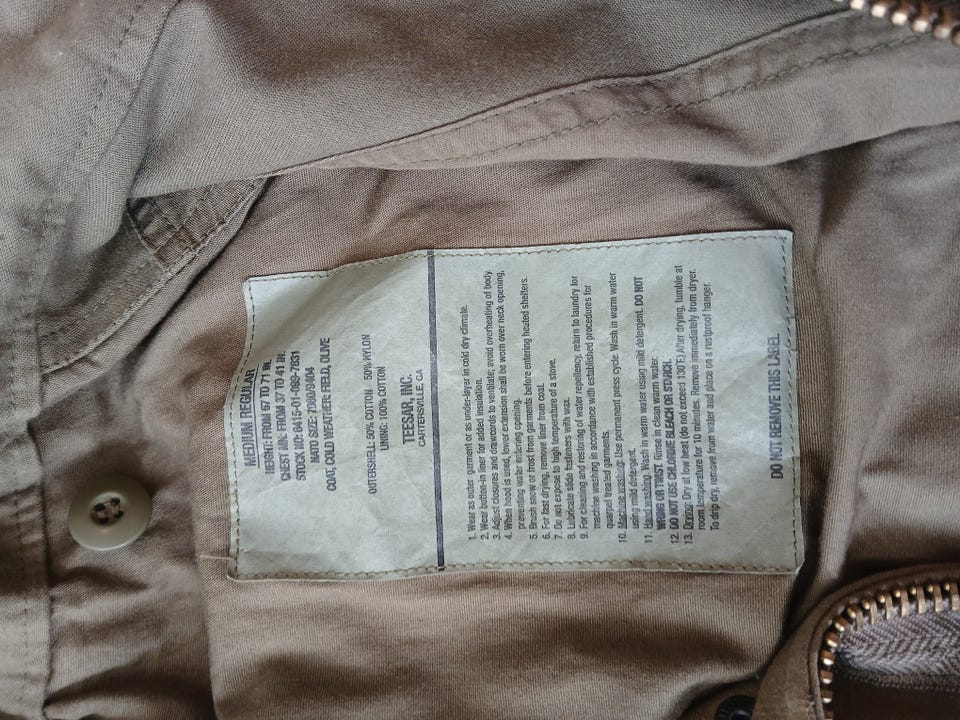 MEDIUM REGULAR
HEIGHT: FROM 67 TO 71 IN.
CHEST MIN: FROM 37 TO 41 IN.
STOCK NO: 8415-01-099-7831
NATO SIZE: 7080/9404
COAT, COLD WEATHER: FIELD, OLIVE
OUTERSHELL: 50% COTTON 50% NYLON
LINING: 100% COTTON
TEESAR, INC.
CARTERSVILLE, GA
1. Wear as outer garment or as under-layer in cold dry climate.
2. Wear button-in liner for added insulation.
3. Adjust closures and drawcords to ventilate; avoid overheating of body.
4. When hood is used, lower extension shall be worn over neck opening,
preventing water entering opening.
5. Brush snow or frost from garments before entering heated shelters.
6. For fast drying, remove liner from coat.
7. Do not expose to high temperature of a stove.
8. Lubricate slide fasteners with wax.
9. For cleaning and restoring of water repellency, return to laundry for
machine washing in accordance with established procedures for
quarpel treated garments.
10. Machine washing: Use permanent press cycle. Wash in warm water
using mild detergent.
11. Hand washing: Wash in warm water using mild detergent. DO NOT
WRING OR TWIST. Rinse in clean warm water.
12. DO NOT USE CHLORINE BLEACH OR STARCH.
13. Drying: Dry at low heat (do not exceed 130°F.) After drying, tumble at
room temperature for 10 minutes. Remove immediately from dryer.
To drip dry, remove from water and place on a rustproof hanger.
DO NOT REMOVE THIS LABEL